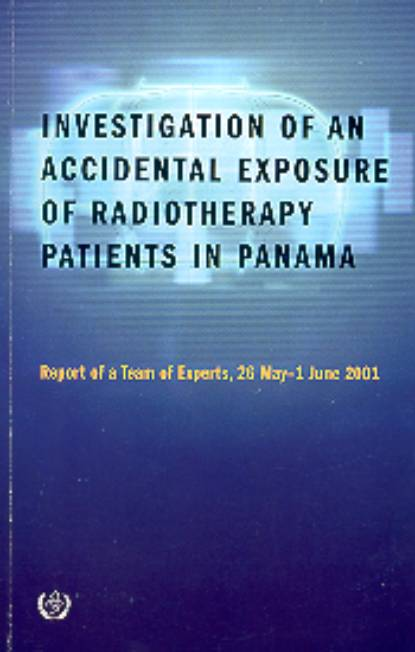 INVESTIGATION OF AN
ACCIDENTAL EXPOSURE
OF RADIOTHERAPY
PATIENTS IN PANAMA
Report of a Team of Experts, 26 May–1 June 2001